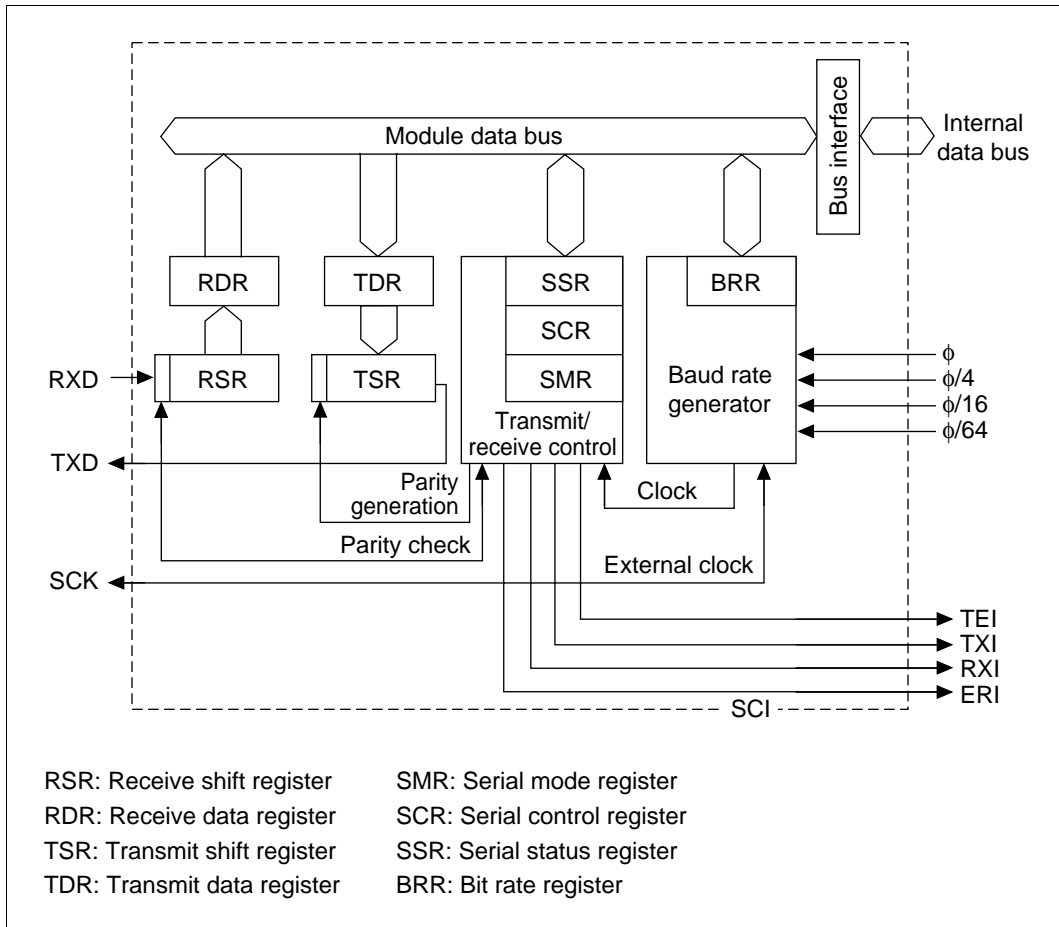 Module data bus
Bus interface
Internal
data bus
RDR
TDR
SSR
BRR
SCR
RXD
RSR
TSR
SMR
Baud rate
generator
ϕ
ϕ/4
ϕ/16
ϕ/64
Transmit/
receive control
TXD
Parity
generation
Clock
Parity check
SCK
External clock
TEI
TXI
RXI
ERI
SCI
RSR: Receive shift register
RDR: Receive data register
TSR: Transmit shift register
TDR: Transmit data register
SMR: Serial mode register
SCR: Serial control register
SSR: Serial status register
BRR: Bit rate register